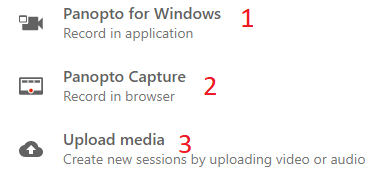 Panopto for Windows 1
Record in application
Panopto Capture 2
Record in browser
Upload media 3
Create new sessions by uploading video or audio